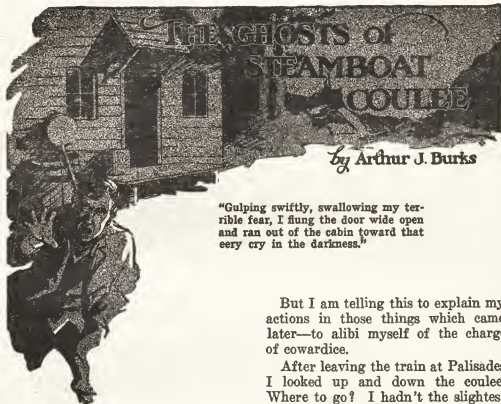 THE GHOSTS of
STEAMBOAT
COULEE
by Arthur J. Burks
"Gulping swiftly, swallowing my ter-
rible fear, I flung the door wide open
and ran out of the cabin toward that
eery cry in the darkness."
But I am telling this to explain my
actions in those things which came
later—to alibi myself of the charge
of cowardice.
After leaving the train at Palisades
I looked up and down the coulee.
Where to go? I hadn't the slightest